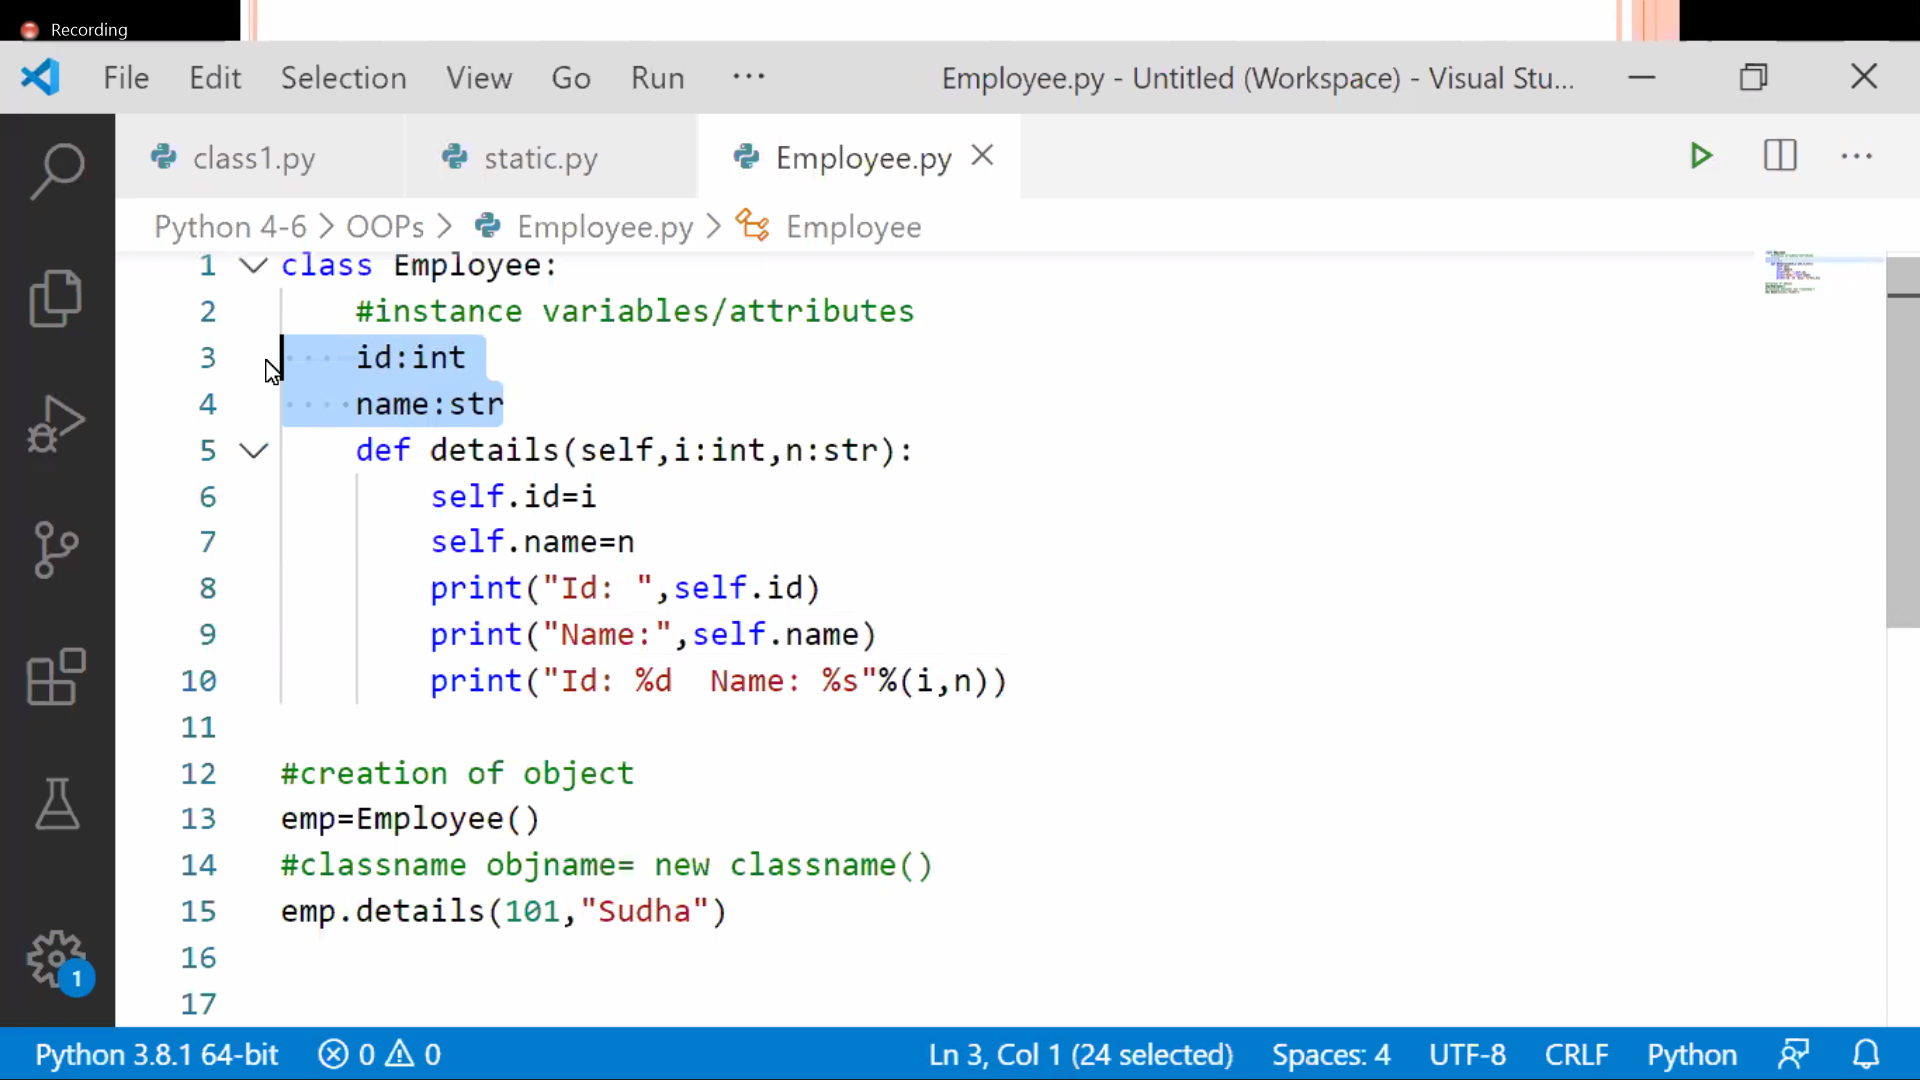 Recording
File Edit Selection View Go Run ··· Employee.py - Untitled (Workspace) - Visual Stu...
class1.py static.py Employee.py
Python 4-6 > OOPs > Employee.py > Employee
1 class Employee:
2 #instance variables/attributes
3 id:int
4 name:str
5 def details(self,i:int,n:str):
6 self.id=i
7 self.name=n
8 print("Id: ",self.id)
9 print("Name:",self.name)
10 print("Id: %d  Name: %s"%(i,n))
11
12 #creation of object
13 emp=Employee()
14 #classname objname= new classname()
15 emp.details(101,"Sudha")
16
17
1
Python 3.8.1 64-bit 0 0 Ln 3, Col 1 (24 selected) Spaces: 4 UTF-8 CRLF Python